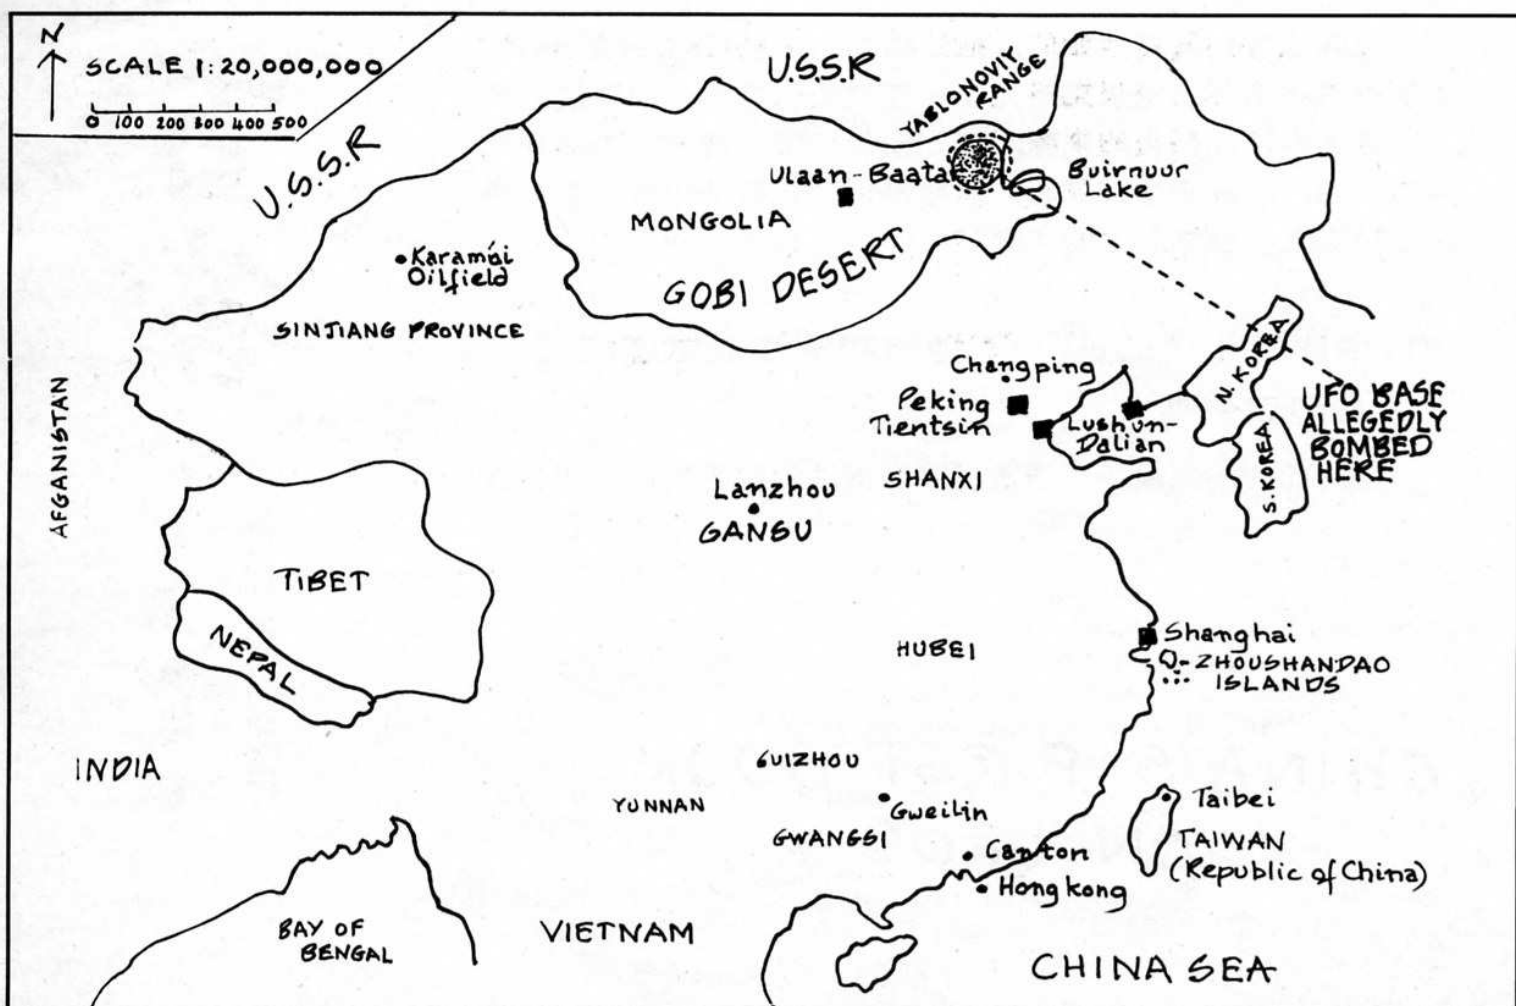 N
SCALE 1:20,000,000
0 100 200 300 400 500
U.S.S.R
U.S.S.R
YABLONOVIY
RANGE
Ulaan-Baata
Buirnuur
Lake
MONGOLIA
GOBI DESERT
Karamai
Oilfield
SINJIANG PROVINCE
AFGANISTAN
Changping
Peking
Tientsin
Lushun-
Dalian
N. KOREA
S. KOREA
UFO BASE
ALLEGEDLY
BOMBED
HERE
SHANXI
Lanzhou
GANSU
TIBET
NEPAL
HUBEI
Shanghai
ZHOUSHANDAO
ISLANDS
INDIA
GUIZHOU
YUNNAN
Gweilin
GWANGSI
Canton
Hong kong
Taibei
TAIWAN
(Republic of China)
BAY OF
BENGAL
VIETNAM
CHINA SEA